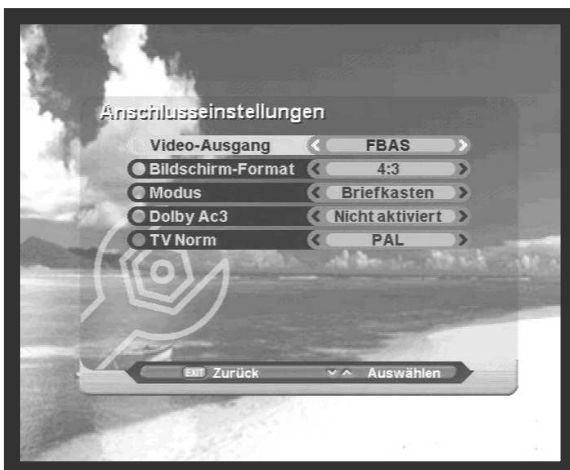 Anschlusseinstellungen
Video-Ausgang FBAS
Bildschirm-Format 4:3
Modus Briefkasten
Dolby Ac3 Nicht aktiviert
TV Norm PAL
EXIT Zurück Auswählen